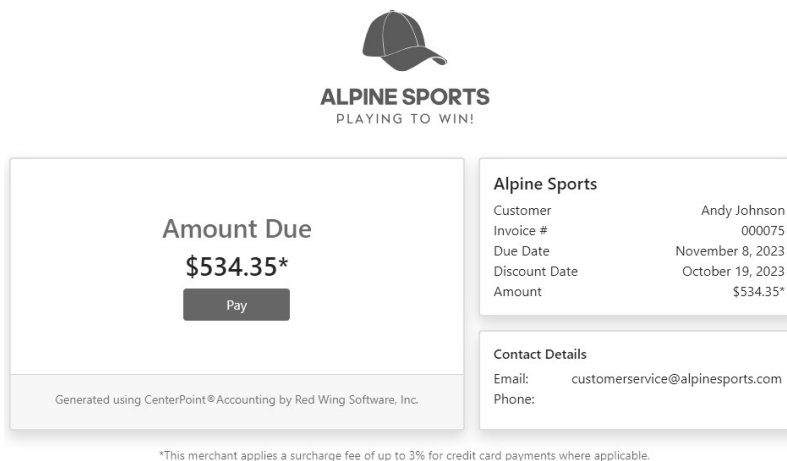 ALPINE SPORTS
PLAYING TO WIN!
Amount Due
$534.35*
Pay
Generated using CenterPoint® Accounting by Red Wing Software, Inc.
Alpine Sports
Customer Andy Johnson
Invoice # 000075
Due Date November 8, 2023
Discount Date October 19, 2023
Amount $534.35*
Contact Details
Email: customerservice@alpinesports.com
Phone:
*This merchant applies a surcharge fee of up to 3% for credit card payments where applicable.